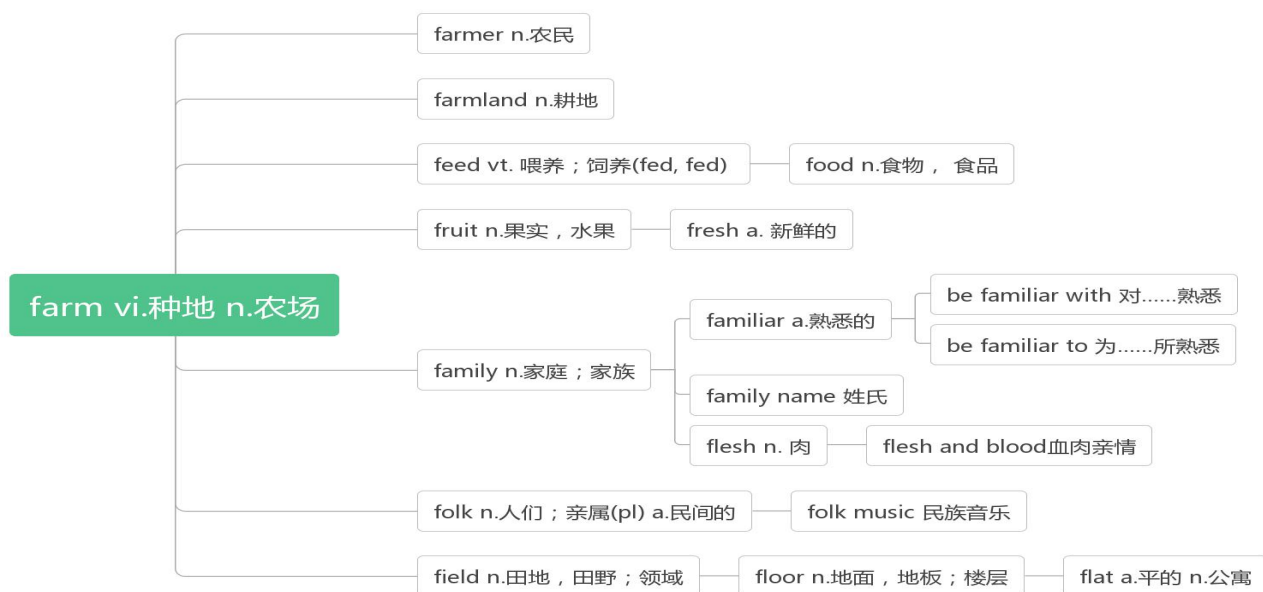 farmer n.农民
farmland n.耕地
feed vt. 喂养；饲养(fed, fed)
food n.食物， 食品
fruit n.果实，水果
fresh a. 新鲜的
farm vi.种地 n.农场
family n.家庭；家族
familiar a.熟悉的
be familiar with 对......熟悉
be familiar to 为......所熟悉
family name 姓氏
flesh n. 肉
flesh and blood血肉亲情
folk n.人们；亲属(pl) a.民间的
folk music 民族音乐
field n.田地，田野；领域
floor n.地面，地板；楼层
flat a.平的 n.公寓